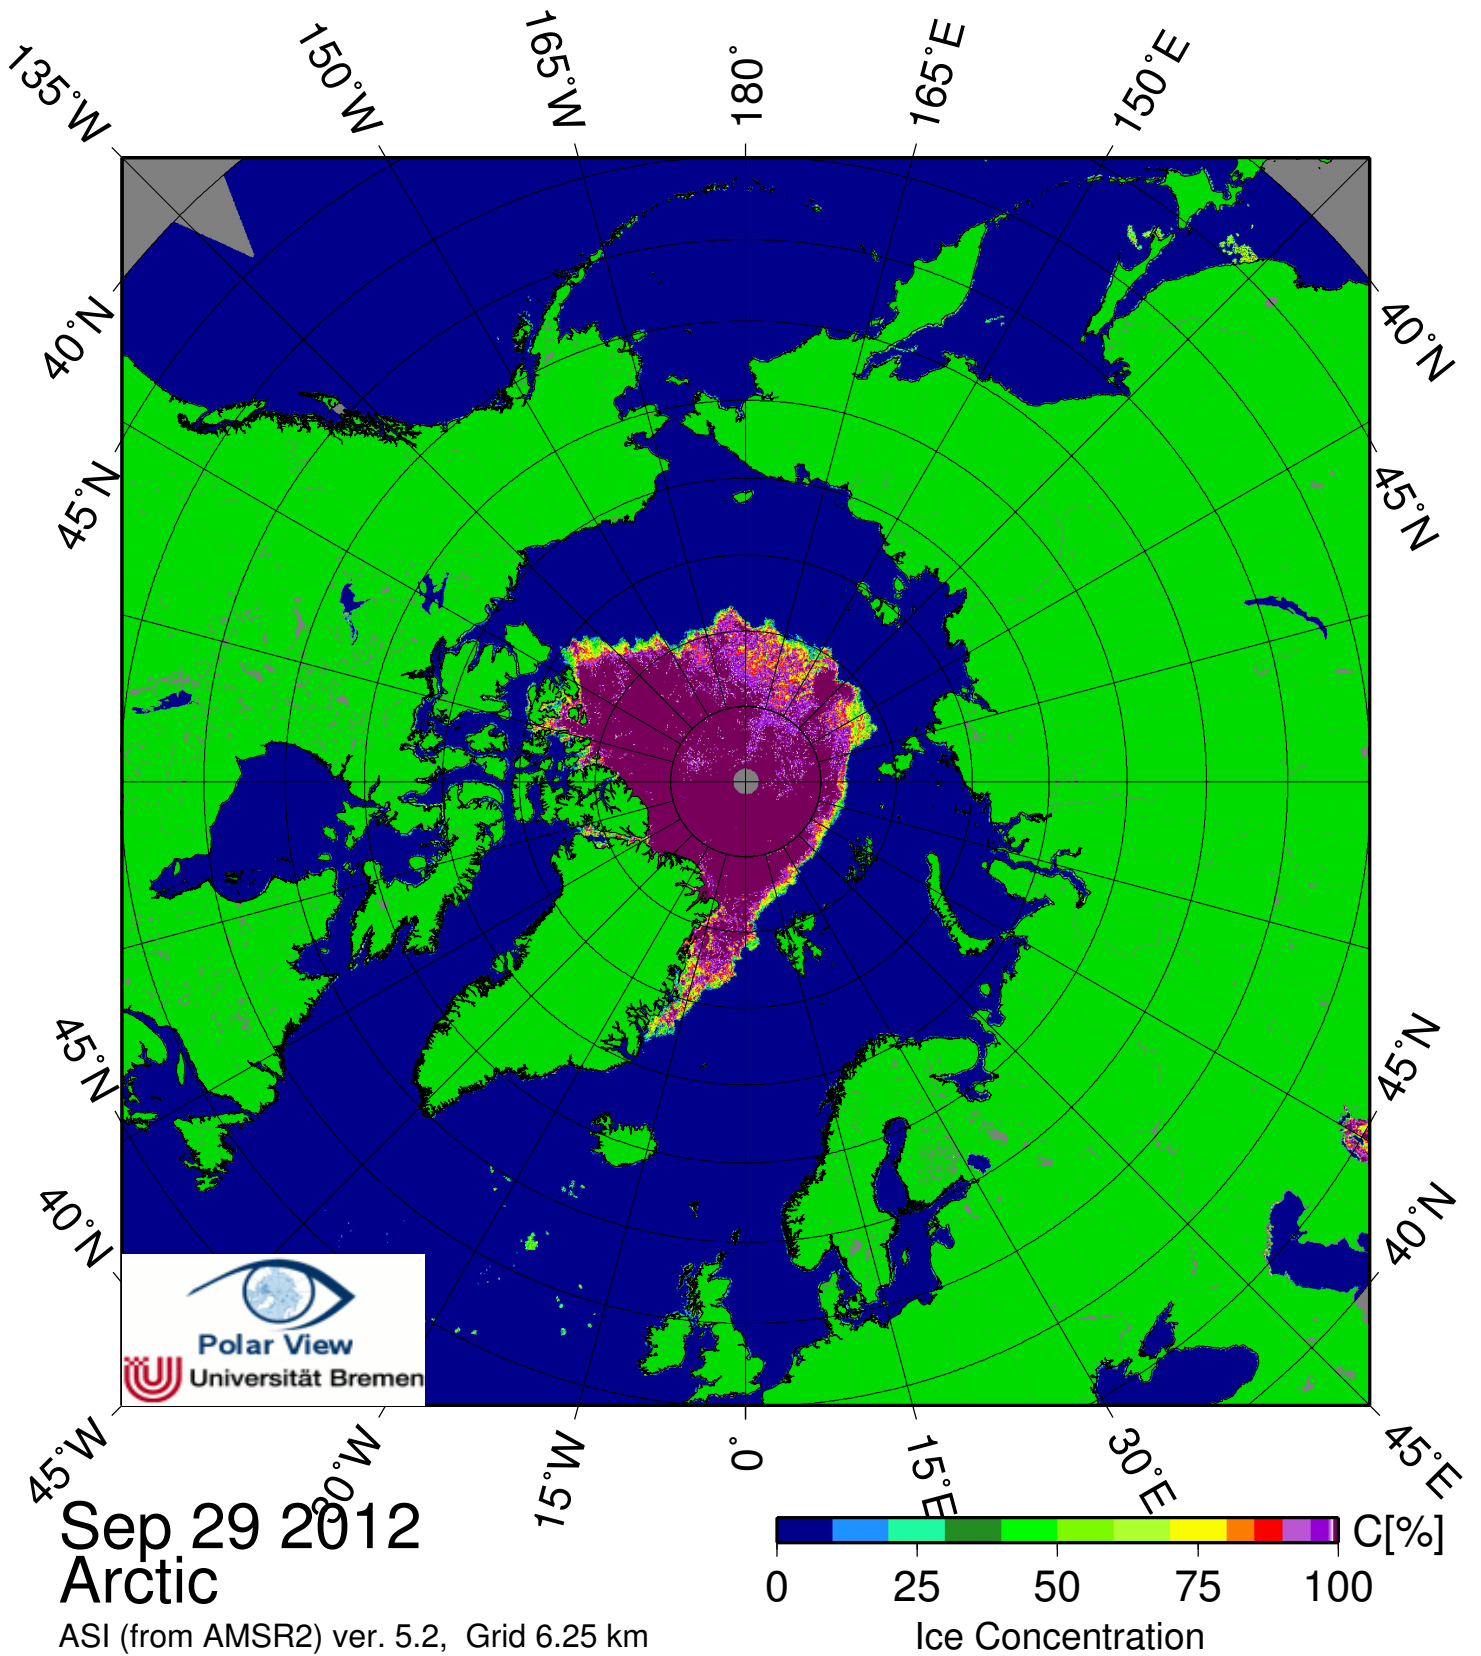 135°W
150°W
165°W
180°
165°E
150°E
40°N
40°N
45°N
45°N
45°N
45°N
40°N
40°N
Polar View
Universität Bremen
45°W
30°W
15°W
0°
15°E
30°E
45°E
Sep 29 2012
Arctic
ASI (from AMSR2) ver. 5.2, Grid 6.25 km
C[%]
0 25 50 75 100
Ice Concentration